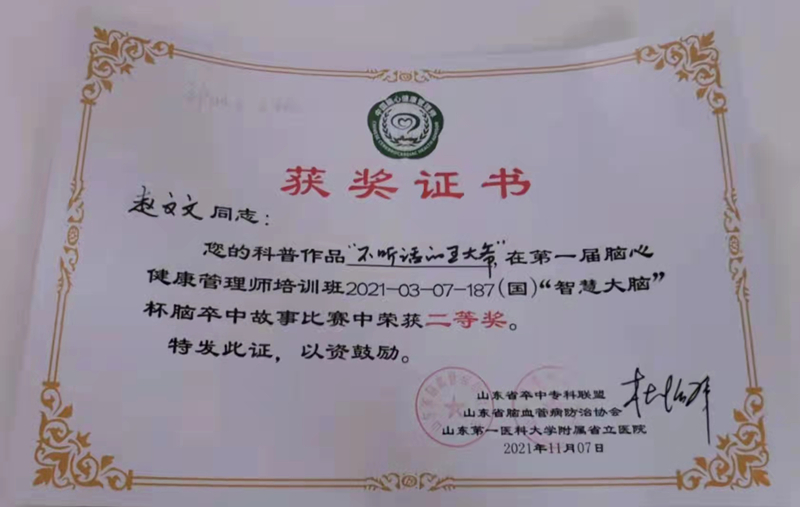 获奖证书
赵文文同志：
您的科普作品“不听话的王大爷”在第一届脑心
健康管理师培训班2021-03-07-187(国)“智慧大脑”
杯脑卒中故事比赛中荣获二等奖。
特发此证，以资鼓励。
山东省卒中专科联盟
山东省脑血管病防治协会
山东第一医科大学附属省立医院
2021年11月07日